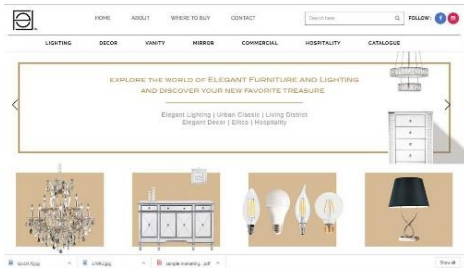 HOME ABOUT WHERE TO BUY CONTACT Search here FOLLOW:
LIGHTING DECOR VANITY MIRROR COMMERCIAL HOSPITALITY CATALOGUE
EXPLORE THE WORLD OF ELEGANT FURNITURE AND LIGHTING
AND DISCOVER YOUR NEW FAVORITE TREASURE
Elegant Lighting | Urban Classic | Living District
Elegant Decor | Elitco | Hospitality
Show all